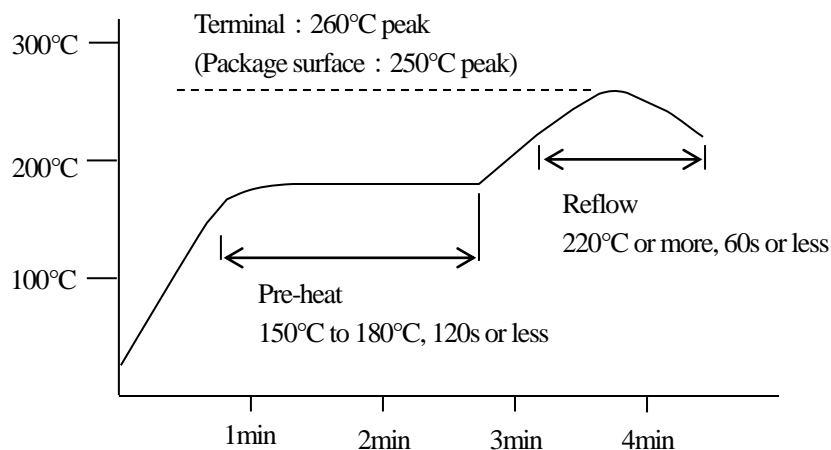 Terminal : 260°C peak
(Package surface : 250°C peak)
300°C
200°C
100°C
Reflow
220°C or more, 60s or less
Pre-heat
150°C to 180°C, 120s or less
1min
2min
3min
4min